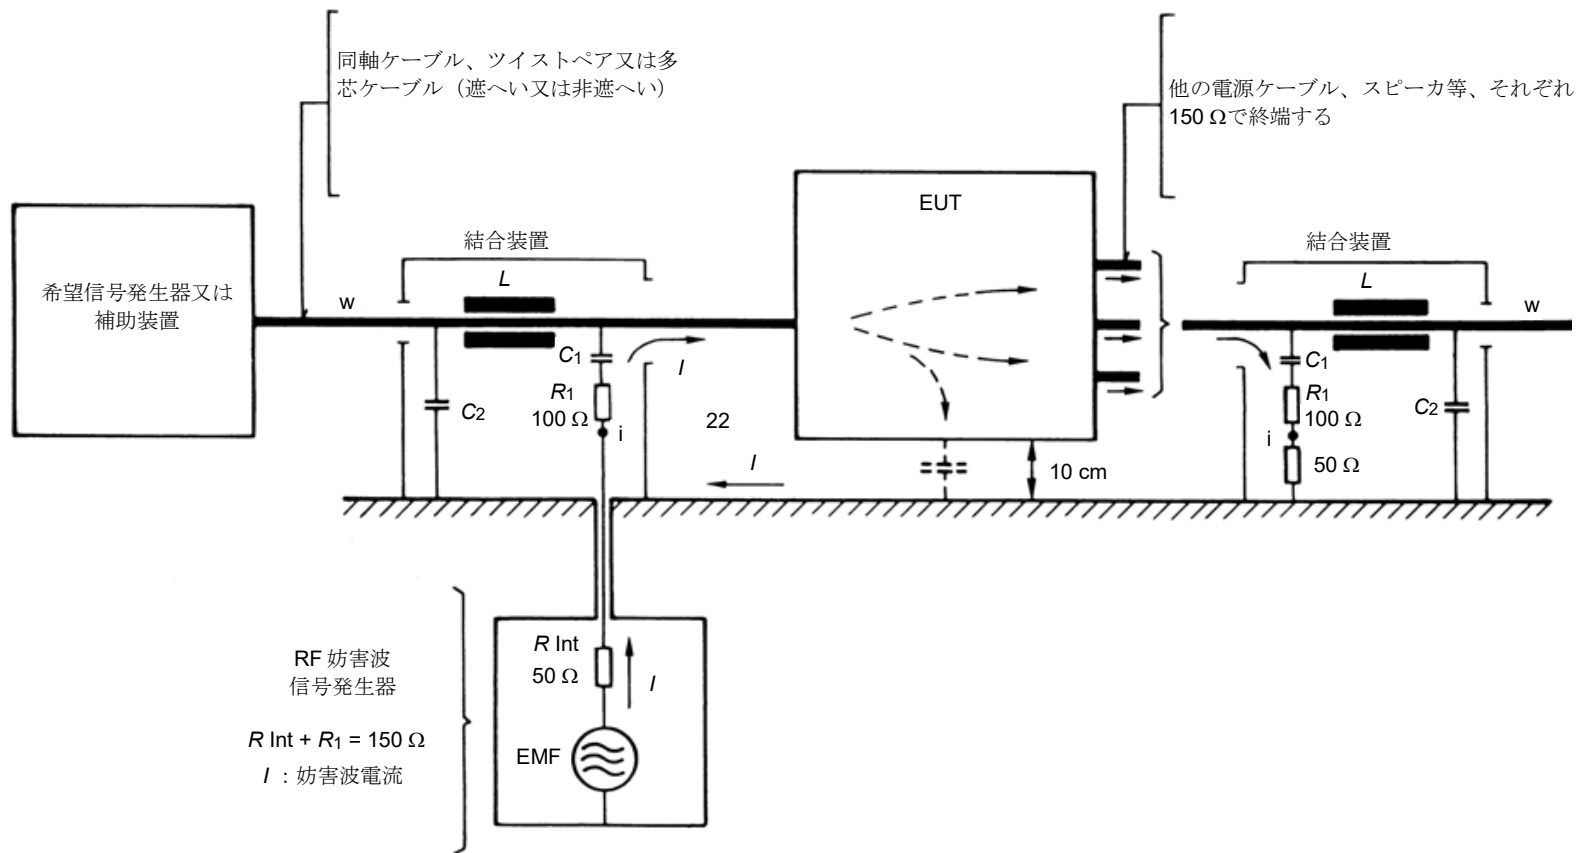 同軸ケーブル、ツイストペア又は多
芯ケーブル（遮へい又は非遮へい）
他の電源ケーブル、スピーカ等、それぞれ
150 Ωで終端する
EUT
結合装置
結合装置
希望信号発生器又は
補助装置
w
L
L
w
C1
I
C1
R1
100 Ω
C2
i
22
R1
100 Ω
C2
i
50 Ω
I
10 cm
RF 妨害波
信号発生器
R Int
50 Ω
I
R Int + R1 = 150 Ω
EMF
I ：妨害波電流